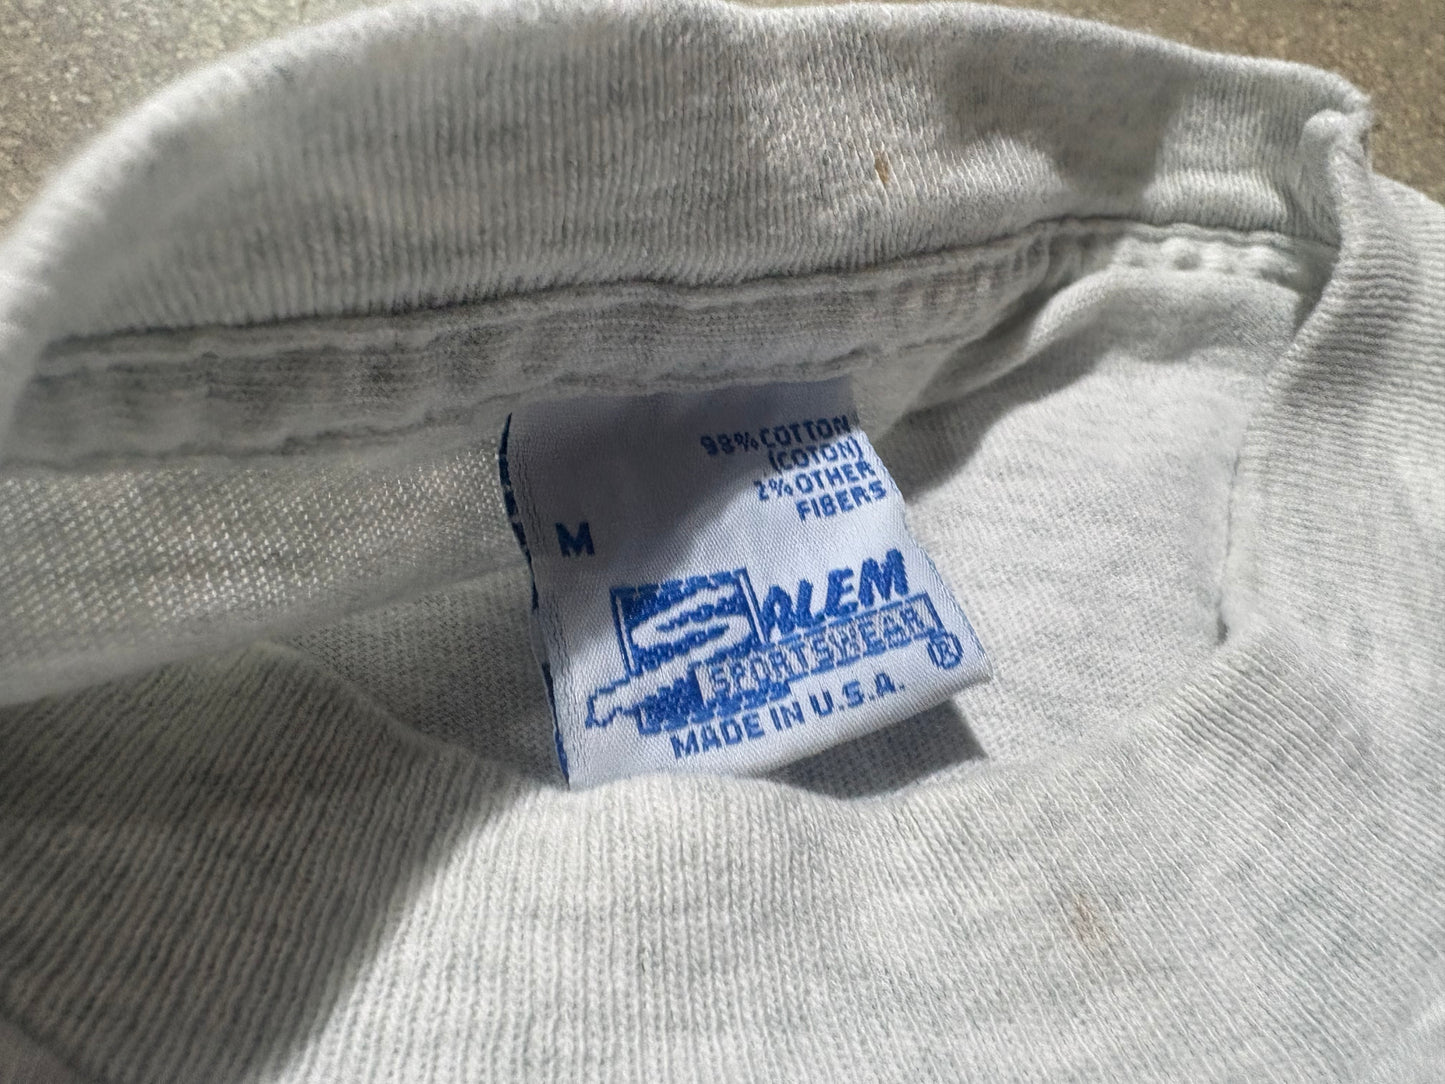 98% COTTON
(COTON)
2% OTHER
FIBERS
M
SALEM
SPORTSWEAR ®
MADE IN U.S.A.